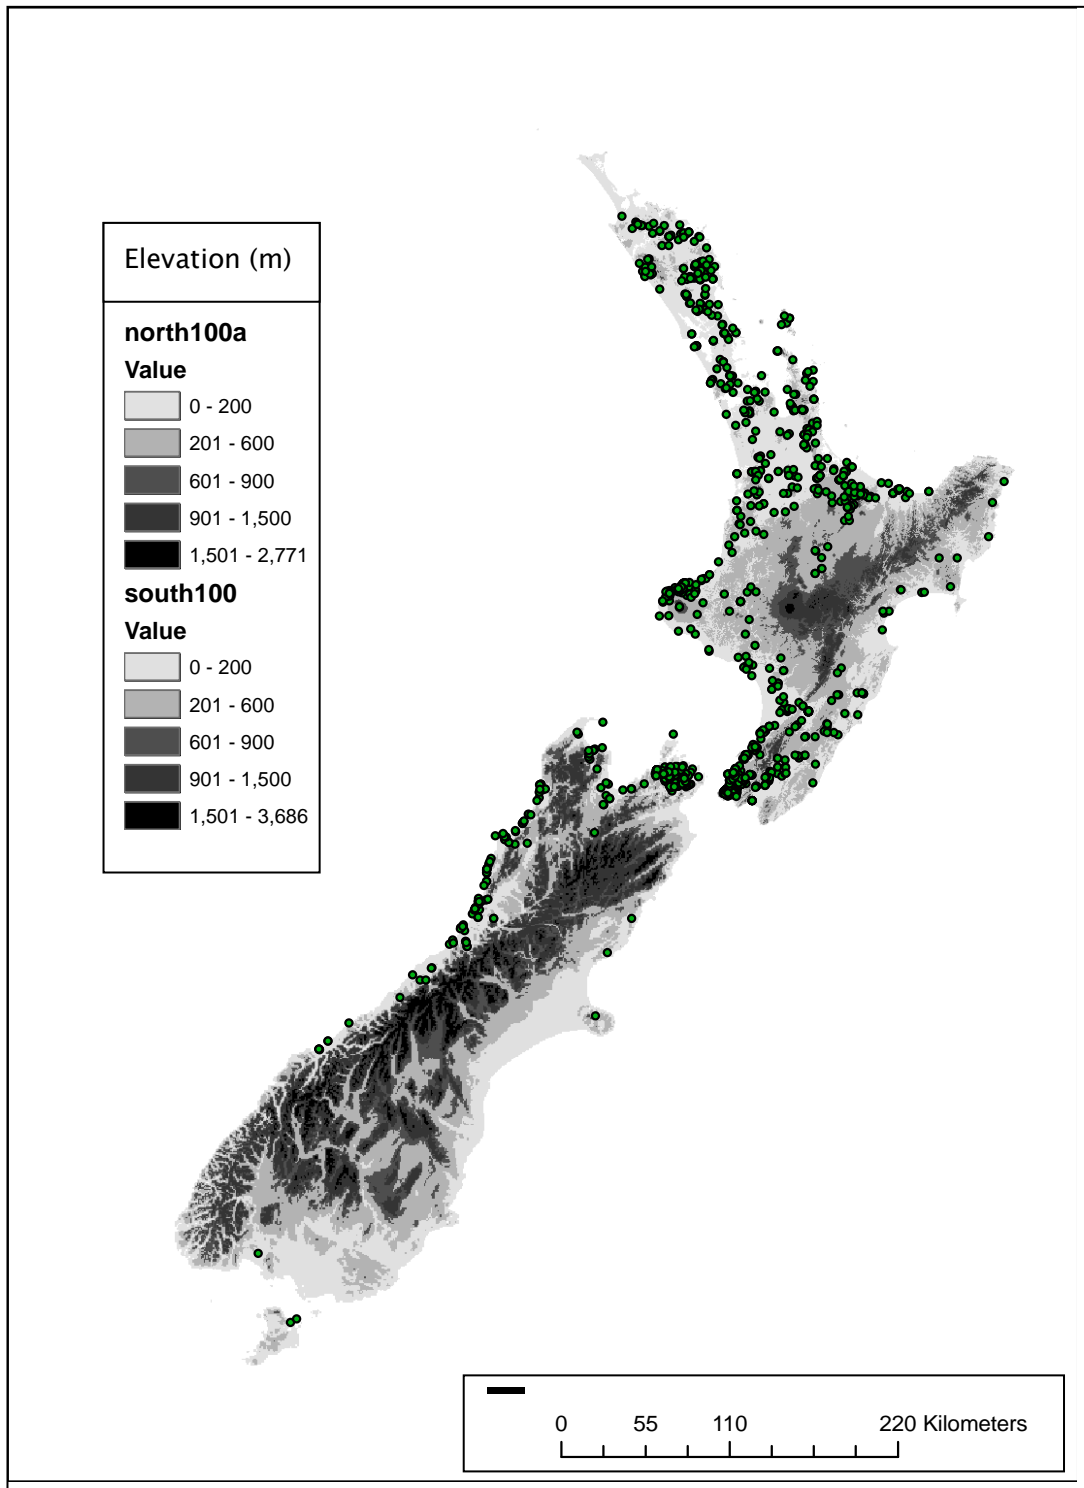 Elevation (m)
north100a
Value
0 - 200
201 - 600
601 - 900
901 - 1,500
1,501 - 2,771
south100
Value
0 - 200
201 - 600
601 - 900
901 - 1,500
1,501 - 3,686
0 55 110 220 Kilometers